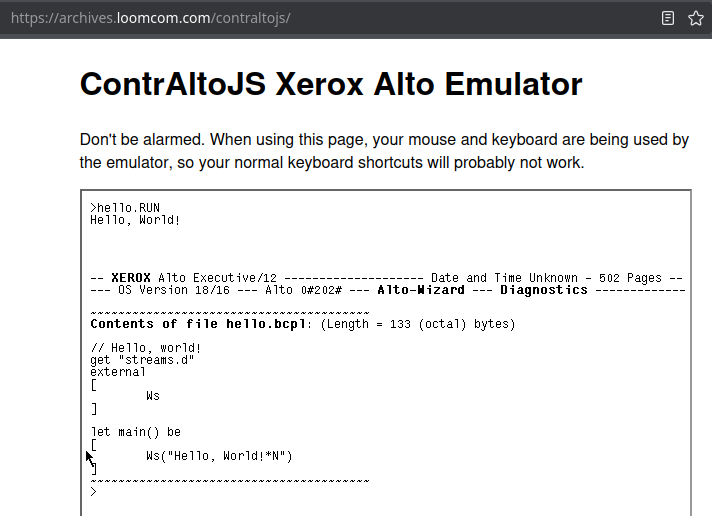 https://archives.loomcom.com/contraltojs/
ContrAltoJS Xerox Alto Emulator
Don't be alarmed. When using this page, your mouse and keyboard are being used by
the emulator, so your normal keyboard shortcuts will probably not work.
>hello.RUN
Hello, World!
-- XEROX Alto Executive/12 -------------------- Date and Time Unknown - 502 Pages --
--- OS Version 18/16 --- Alto 0#202# --- Alto-Wizard --- Diagnostics -------------
~~~~~~~~~~~~~~~~~~~~~~~~~~~~~~~~~~~~~~~~
Contents of file hello.bcpl: (Length = 133 (octal) bytes)
// Hello, world!
get "streams.d"
external
[
Ws
]
let main() be
[
Ws("Hello, World!*N")
]
~~~~~~~~~~~~~~~~~~~~~~~~~~~~~~~~~~~~~~~~
>